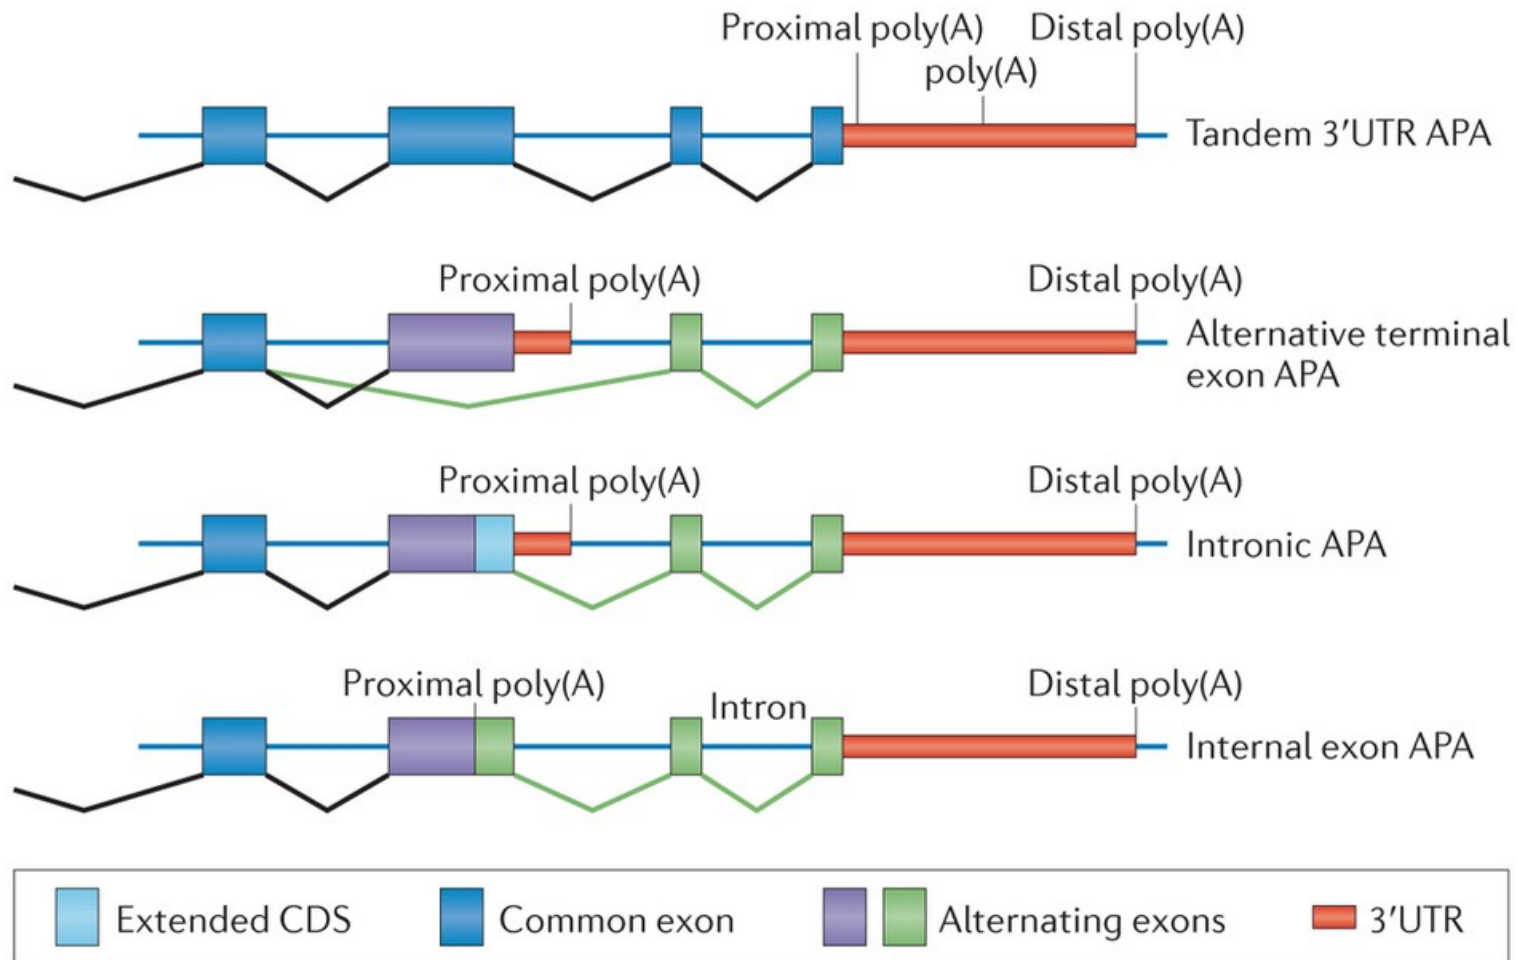 Proximal poly(A)
Distal poly(A)
poly(A)
Tandem 3′UTR APA
Proximal poly(A)
Distal poly(A)
Alternative terminal
exon APA
Proximal poly(A)
Distal poly(A)
Intronic APA
Proximal poly(A)
Intron
Distal poly(A)
Internal exon APA
Extended CDS
Common exon
Alternating exons
3′UTR